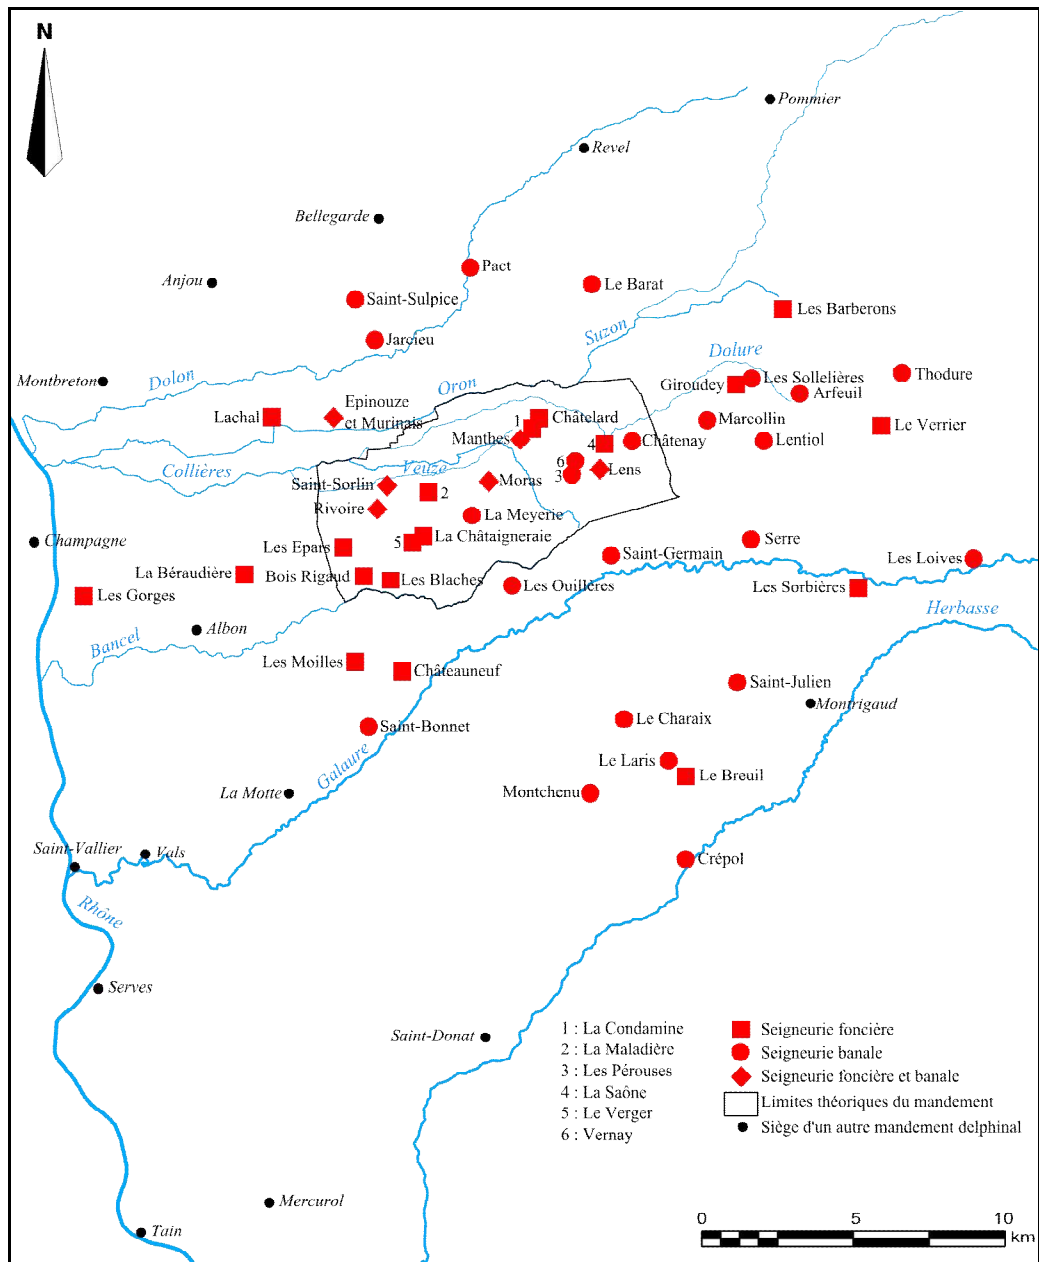 N
Pommier
Revel
Bellegarde
Pact
Anjou
Saint-Sulpice
Le Barat
Les Barberons
Suzon
Jarcieu
Dolure
Dolon
Montbreton
Oron
Giroudey
Les Sollelières
Thodure
Arfeuil
Epinouze
et Murinais
Lachal
1
Châtelard
Marcollin
Le Verrier
Manthes
4
Châtenay
Lentiol
Collières
Veuze
6
3
Lens
Saint-Sorlin
2
Moras
Rivoire
La Meyerie
Champagne
Les Epars
5
La Châtaigneraie
Saint-Germain
Serre
Les Loives
La Béraudière
Bois Rigaud
Les Blaches
Les Ouillères
Les Sorbières
Les Gorges
Herbasse
Bancel
Albon
Les Moilles
Châteauneuf
Saint-Julien
Montrigaud
Saint-Bonnet
Le Charaix
Galaure
Le Laris
Le Breuil
La Motte
Montchenu
Saint-Vallier
Vals
Crépol
Rhône
Serves
Saint-Donat
1 : La Condamine
2 : La Maladière
3 : Les Pérouses
4 : La Saône
5 : Le Verger
6 : Vernay
Seigneurie foncière
Seigneurie banale
Seigneurie foncière et banale
Limites théoriques du mandement
Siège d'un autre mandement delphinal
Mercurol
Tain
0 5 10
km